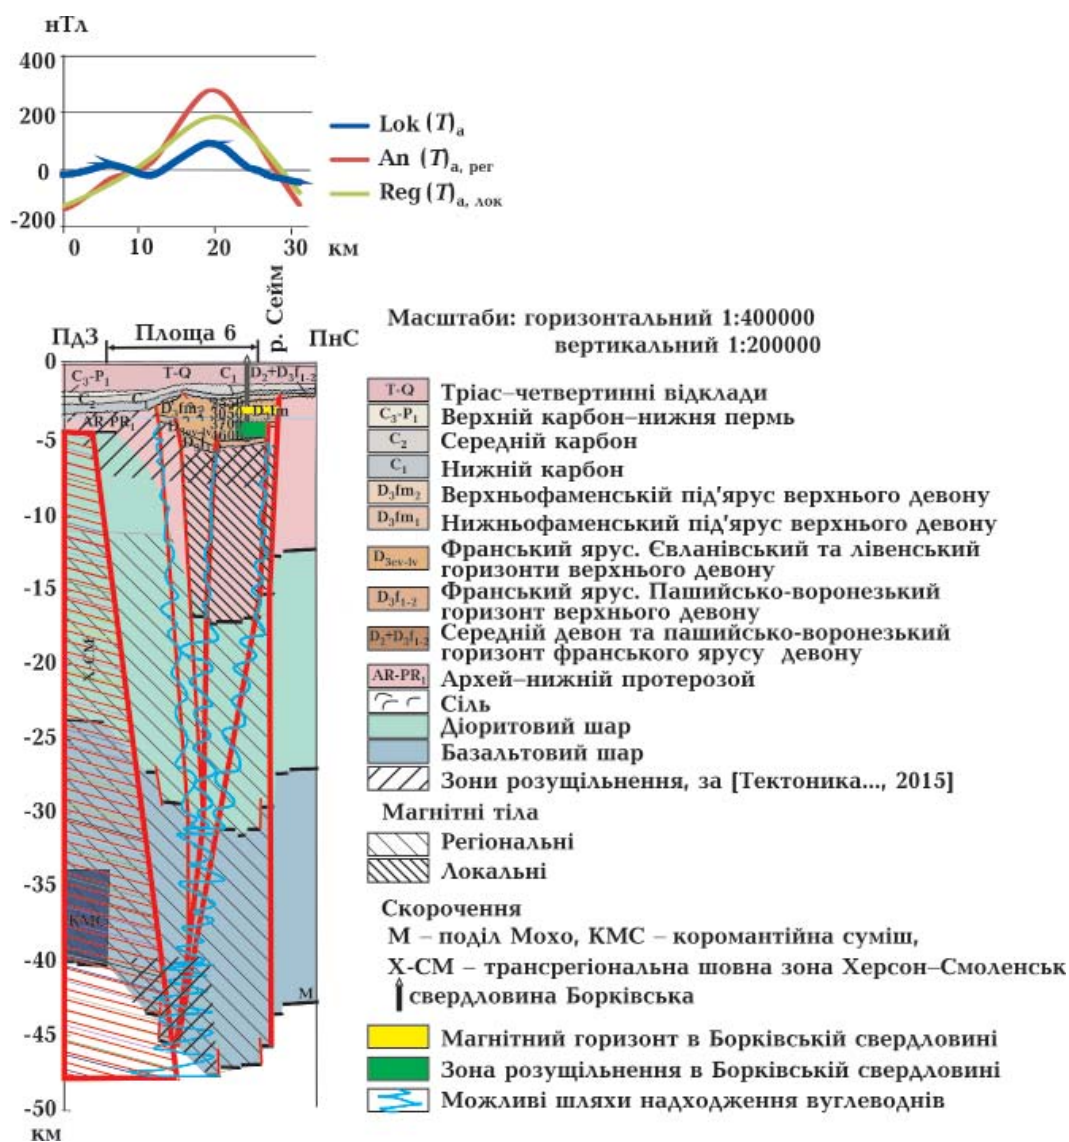 нТл
400
200
0
-200
0 10 20 30 км
Lok (T)а
An (T)а, рег
Reg (T)а, лок
р. Сейм
ПдЗ Площа 6 ПнС
Масштаби: горизонтальний 1:400000
вертикальний 1:200000
0
-5
-10
-15
-20
-25
-30
-35
-40
-45
-50
км
C3-P1 T-Q C1 D2+D3f1-2
C2 C1
D3fm2 D3fm
AR-PR1
Х-СМ
КМС
М
T-Q Тріас–четвертинні відклади
C3-P1 Верхній карбон–нижня перм
C2 Середній карбон
C1 Нижній карбон
D3fm2 Верхньофаменській під'ярус верхнього девону
D3fm1 Нижньофаменський під'ярус верхнього девону
D3ev-lv Франський ярус. Євланівський та лівенський
горизонти верхнього девону
D3f1-2 Франський ярус. Пашийсько-воронезький
горизонт верхнього девону
D2+D3f1-2 Середній девон та пашийсько-воронезький
горизонт франського ярусу девону
AR-PR1 Архей–нижній протерозой
Сіль
Діоритовий шар
Базальтовий шар
Зони розущільнення, за [Тектоника..., 2015]
Магнітні тіла
Регіональні
Локальні
Скорочення
М – поділ Мохо, КМС – коромантійна суміш,
Х-СМ – трансрегіональна шовна зона Херсон–Смоленськ
свердловина Борківська
Магнітний горизонт в Борківській свердловині
Зона розущільнення в Борківській свердловині
Можливі шляхи надходження вуглеводнів